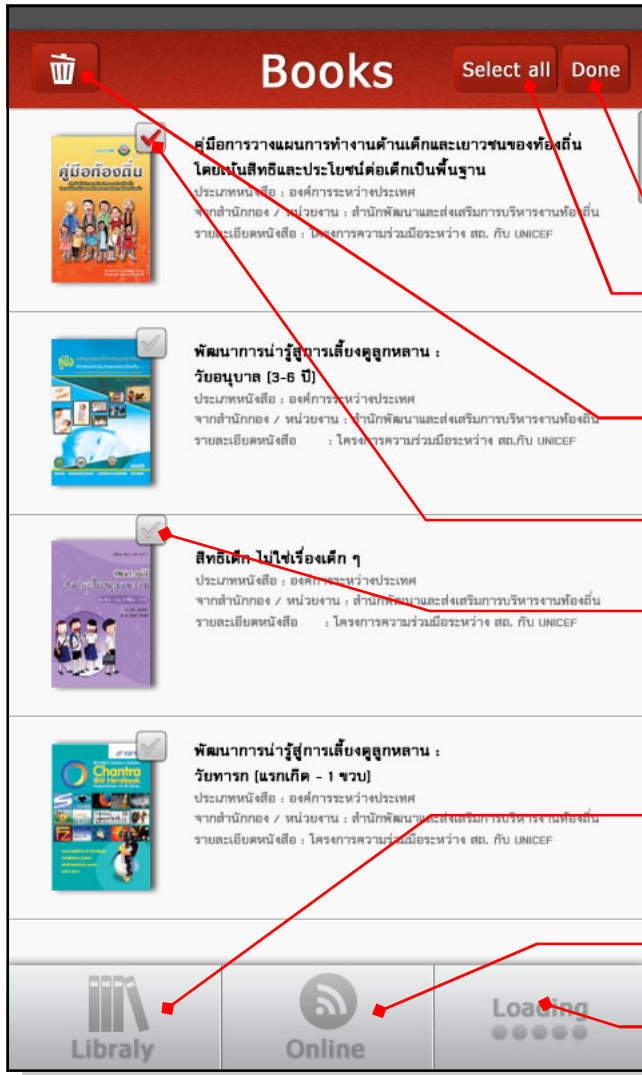 Books
Select all
Done
คู่มือท้องถิ่น
คู่มือการวางแผนการทำงานด้านเด็กและเยาวชนของท้องถิ่น
โดยเน้นสิทธิและประโยชน์ต่อเด็กเป็นพื้นฐาน
ประเภทหนังสือ : องค์การระหว่างประเทศ
จากสำนักกอง / หน่วยงาน : สำนักพัฒนาและส่งเสริมการบริหารงานท้องถิ่น
รายละเอียดหนังสือ : โครงการความร่วมมือระหว่าง สถ. กับ UNICEF
คู่มือ
พัฒนาการน่ารู้สู่การเลี้ยงดูลูกหลาน :
วัยอนุบาล (3-6 ปี)
ประเภทหนังสือ : องค์การระหว่างประเทศ
จากสำนักกอง / หน่วยงาน : สำนักพัฒนาและส่งเสริมการบริหารงานท้องถิ่น
รายละเอียดหนังสือ : โครงการความร่วมมือระหว่าง สถ.กับ UNICEF
สิทธิเด็ก ไม่ใช่เรื่องเด็ก ๆ
ประเภทหนังสือ : องค์การระหว่างประเทศ
จากสำนักกอง / หน่วยงาน : สำนักพัฒนาและส่งเสริมการบริหารงานท้องถิ่น
รายละเอียดหนังสือ : โครงการความร่วมมือระหว่าง สถ. กับ UNICEF
Chantra
พัฒนาการน่ารู้สู่การเลี้ยงดูลูกหลาน :
วัยทารก (แรกเกิด - 1 ขวบ)
ประเภทหนังสือ : องค์การระหว่างประเทศ
จากสำนักกอง / หน่วยงาน : สำนักพัฒนาและส่งเสริมการบริหารงานท้องถิ่น
รายละเอียดหนังสือ : โครงการความร่วมมือระหว่าง สถ. กับ UNICEF
Libraly
Online
Loading